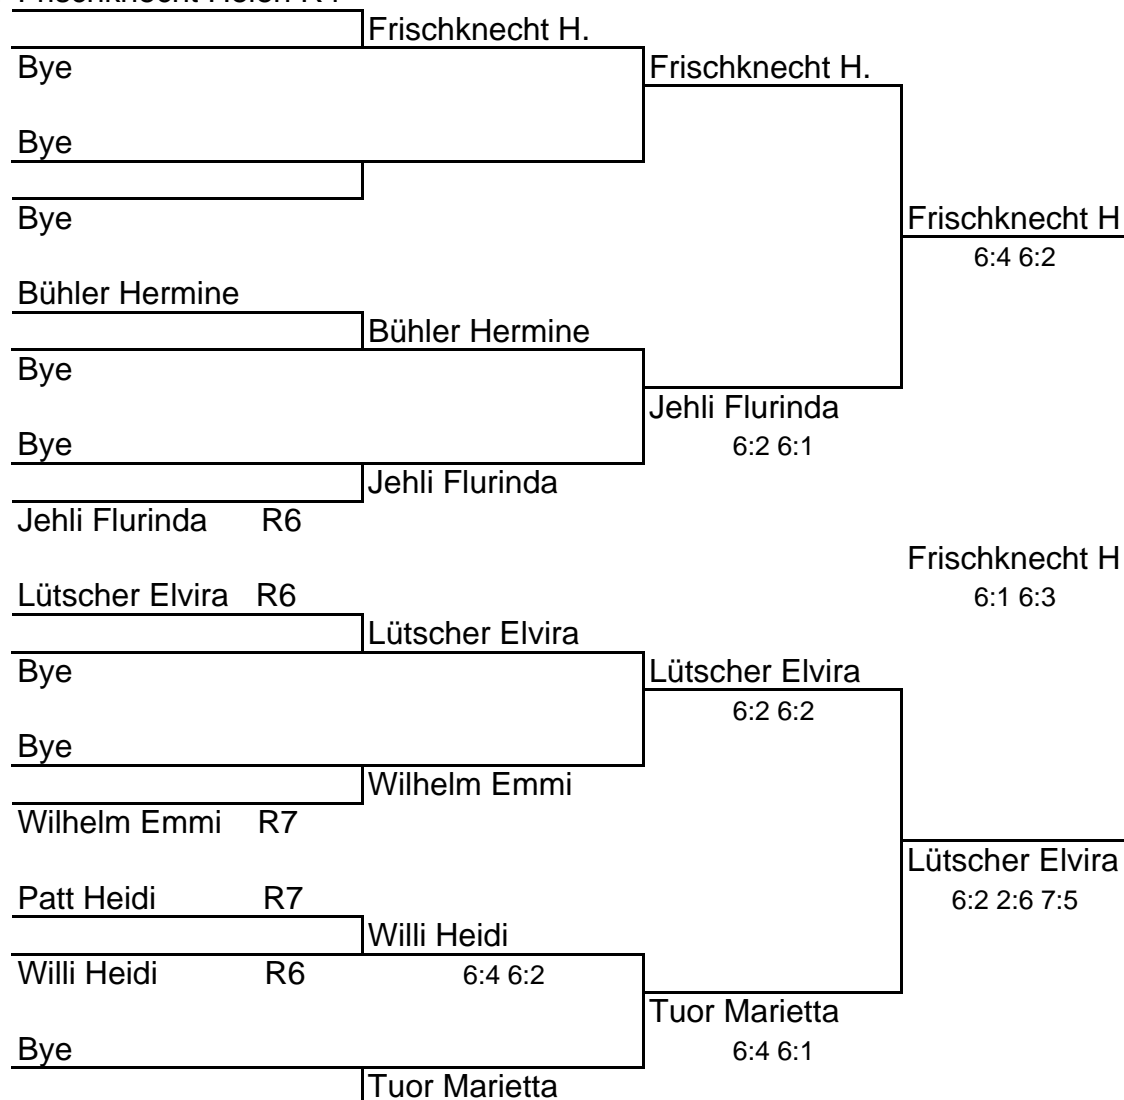 Frischknecht H.
Bye
Frischknecht H.
Bye
Bye
Frischknecht H
6:4 6:2
Bühler Hermine
Bühler Hermine
Bye
Jehli Flurinda
Bye
6:2 6:1
Jehli Flurinda
Jehli Flurinda R6
Frischknecht H
Lütscher Elvira R6
6:1 6:3
Lütscher Elvira
Bye
Lütscher Elvira
6:2 6:2
Bye
Wilhelm Emmi
Wilhelm Emmi R7
Lütscher Elvira
Patt Heidi R7
6:2 2:6 7:5
Willi Heidi
Willi Heidi R6
6:4 6:2
Tuor Marietta
Bye
6:4 6:1
Tuor Marietta